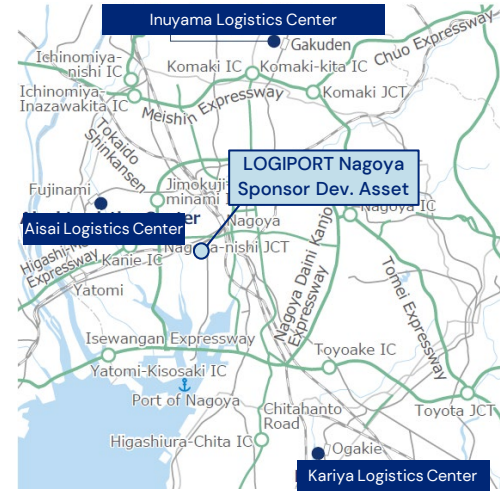 Inuyama Logistics Center
Gakuden
Chuo Expressway
Ichinomiya-
nishi IC
Komaki IC
Komaki-kita IC
Ichinomiya-
Inazawakita IC
Komaki JCT
Meishin Expressway
Tokaido
Shinkansen
LOGIPORT Nagoya
Sponsor Dev. Asset
Fujinami
Jimokuji-
minami
Nagoya IC
Aisai Logistics Center
Nagoya
-nishi JCT
Expressway
Kanie IC
Yatomi
Nagoya Daini Kanjo
Expressway
Tomei Expressway
Isewangan Expressway
Toyoake IC
Yatomi-Kisosaki IC
Port of Nagoya
Chitahanto
Road
Toyota JCT
Higashiura-Chita IC
Ogakie
Kariya Logistics Center